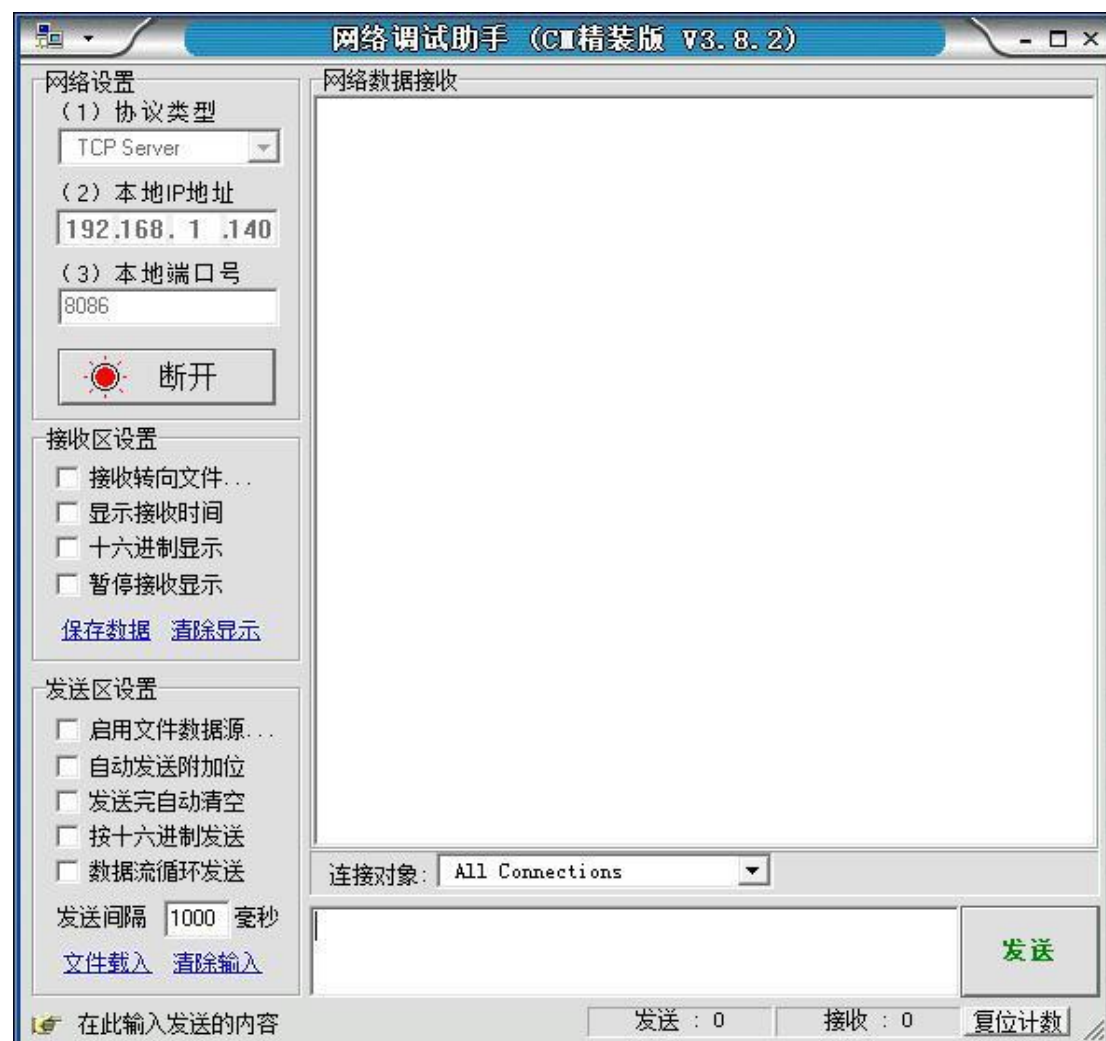 网络调试助手 (CM精装版 V3.8.2)
网络设置
(1) 协议类型
TCP Server
(2) 本地IP地址
192.168. 1 .140
(3) 本地端口号
8086
断开
接收区设置
接收转向文件...
显示接收时间
十六进制显示
暂停接收显示
保存数据 清除显示
发送区设置
启用文件数据源...
自动发送附加位
发送完自动清空
按十六进制发送
数据流循环发送
发送间隔 1000 毫秒
文件载入 清除输入
网络数据接收
连接对象: All Connections
发送
在此输入发送的内容
发送 : 0
接收 : 0
复位计数